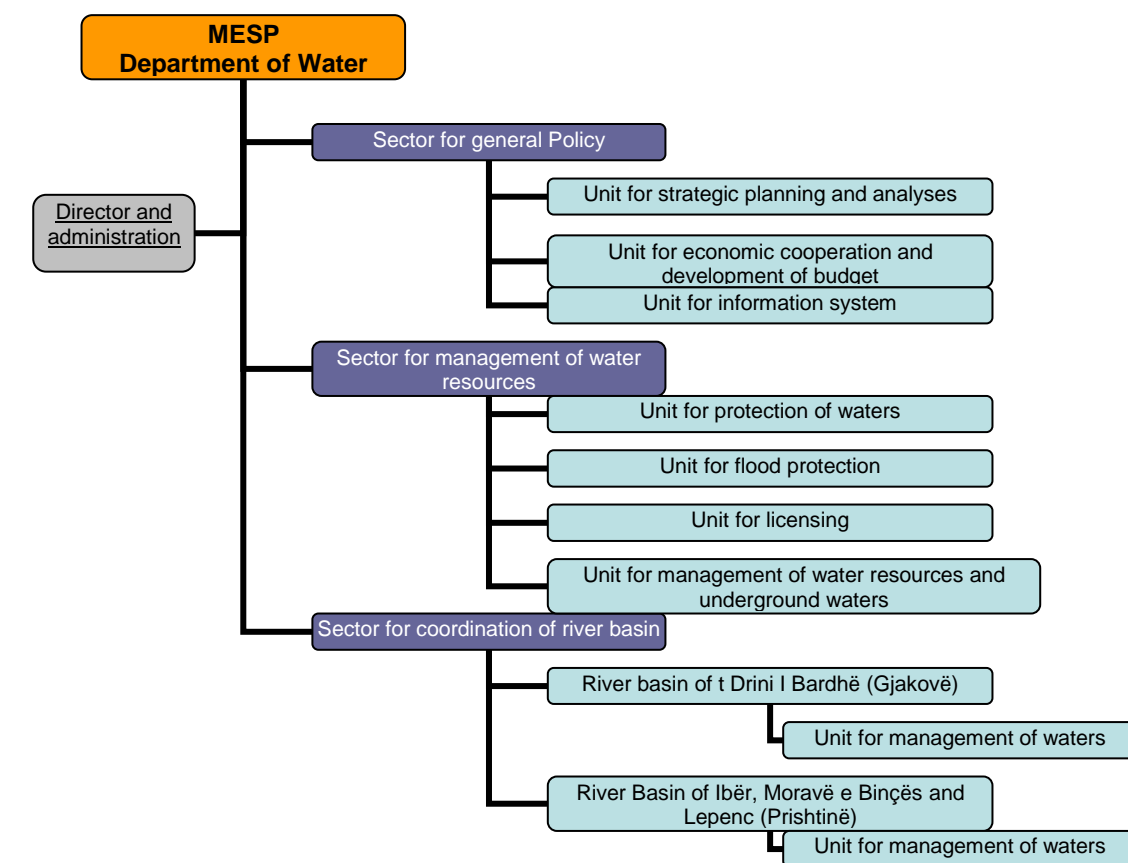 MESP
Department of Water
Sector for general Policy
Unit for strategic planning and analyses
Director and
administration
Unit for economic cooperation and
development of budget
Unit for information system
Sector for management of water
resources
Unit for protection of waters
Unit for flood protection
Unit for licensing
Unit for management of water resources and
underground waters
Sector for coordination of river basin
River basin of t Drini I Bardhë (Gjakovë)
Unit for management of waters
River Basin of Ibër, Moravë e Binçës and
Lepenc (Prishtinë)
Unit for management of waters